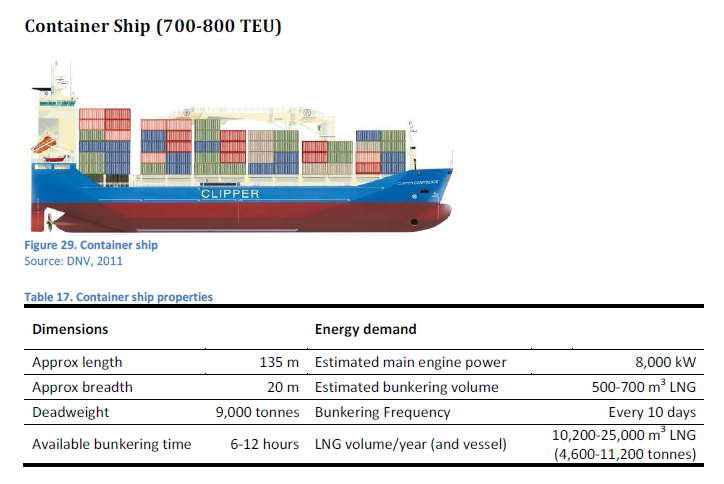 Container Ship (700-800 TEU)
CLIPPER
Figure 29. Container ship
Source: DNV, 2011
Table 17. Container ship properties
Dimensions Energy demand
Approx length 135 m Estimated main engine power 8,000 kW
Approx breadth 20 m Estimated bunkering volume 500-700 m³ LNG
Deadweight 9,000 tonnes Bunkering Frequency Every 10 days
Available bunkering time 6-12 hours LNG volume/year (and vessel) 10,200-25,000 m³ LNG
(4,600-11,200 tonnes)